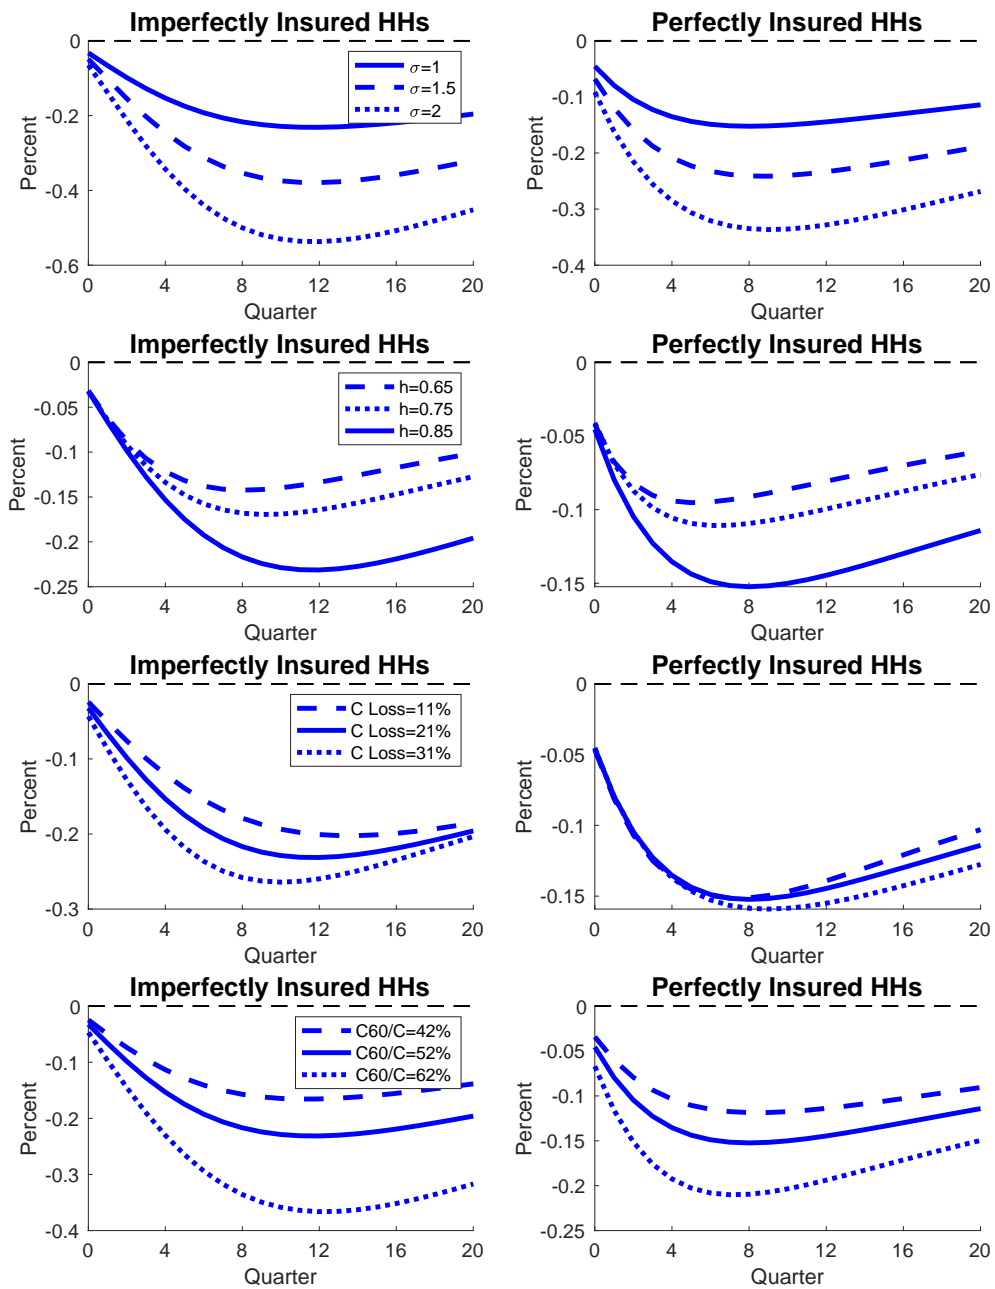 Imperfectly Insured HHs
0
-0.2
-0.4
-0.6
Percent
σ=1
σ=1.5
σ=2
0 4 8 12 16 20
Quarter
Perfectly Insured HHs
0
-0.1
-0.2
-0.3
-0.4
Percent
0 4 8 12 16 20
Quarter
Imperfectly Insured HHs
0
-0.05
-0.1
-0.15
-0.2
-0.25
Percent
h=0.65
h=0.75
h=0.85
0 4 8 12 16 20
Quarter
Perfectly Insured HHs
0
-0.05
-0.1
-0.15
Percent
0 4 8 12 16 20
Quarter
Imperfectly Insured HHs
0
-0.1
-0.2
-0.3
Percent
C Loss=11%
C Loss=21%
C Loss=31%
0 4 8 12 16 20
Quarter
Perfectly Insured HHs
0
-0.05
-0.1
-0.15
Percent
0 4 8 12 16 20
Quarter
Imperfectly Insured HHs
0
-0.1
-0.2
-0.3
-0.4
Percent
C60/C=42%
C60/C=52%
C60/C=62%
0 4 8 12 16 20
Quarter
Perfectly Insured HHs
0
-0.05
-0.1
-0.15
-0.2
-0.25
Percent
0 4 8 12 16 20
Quarter